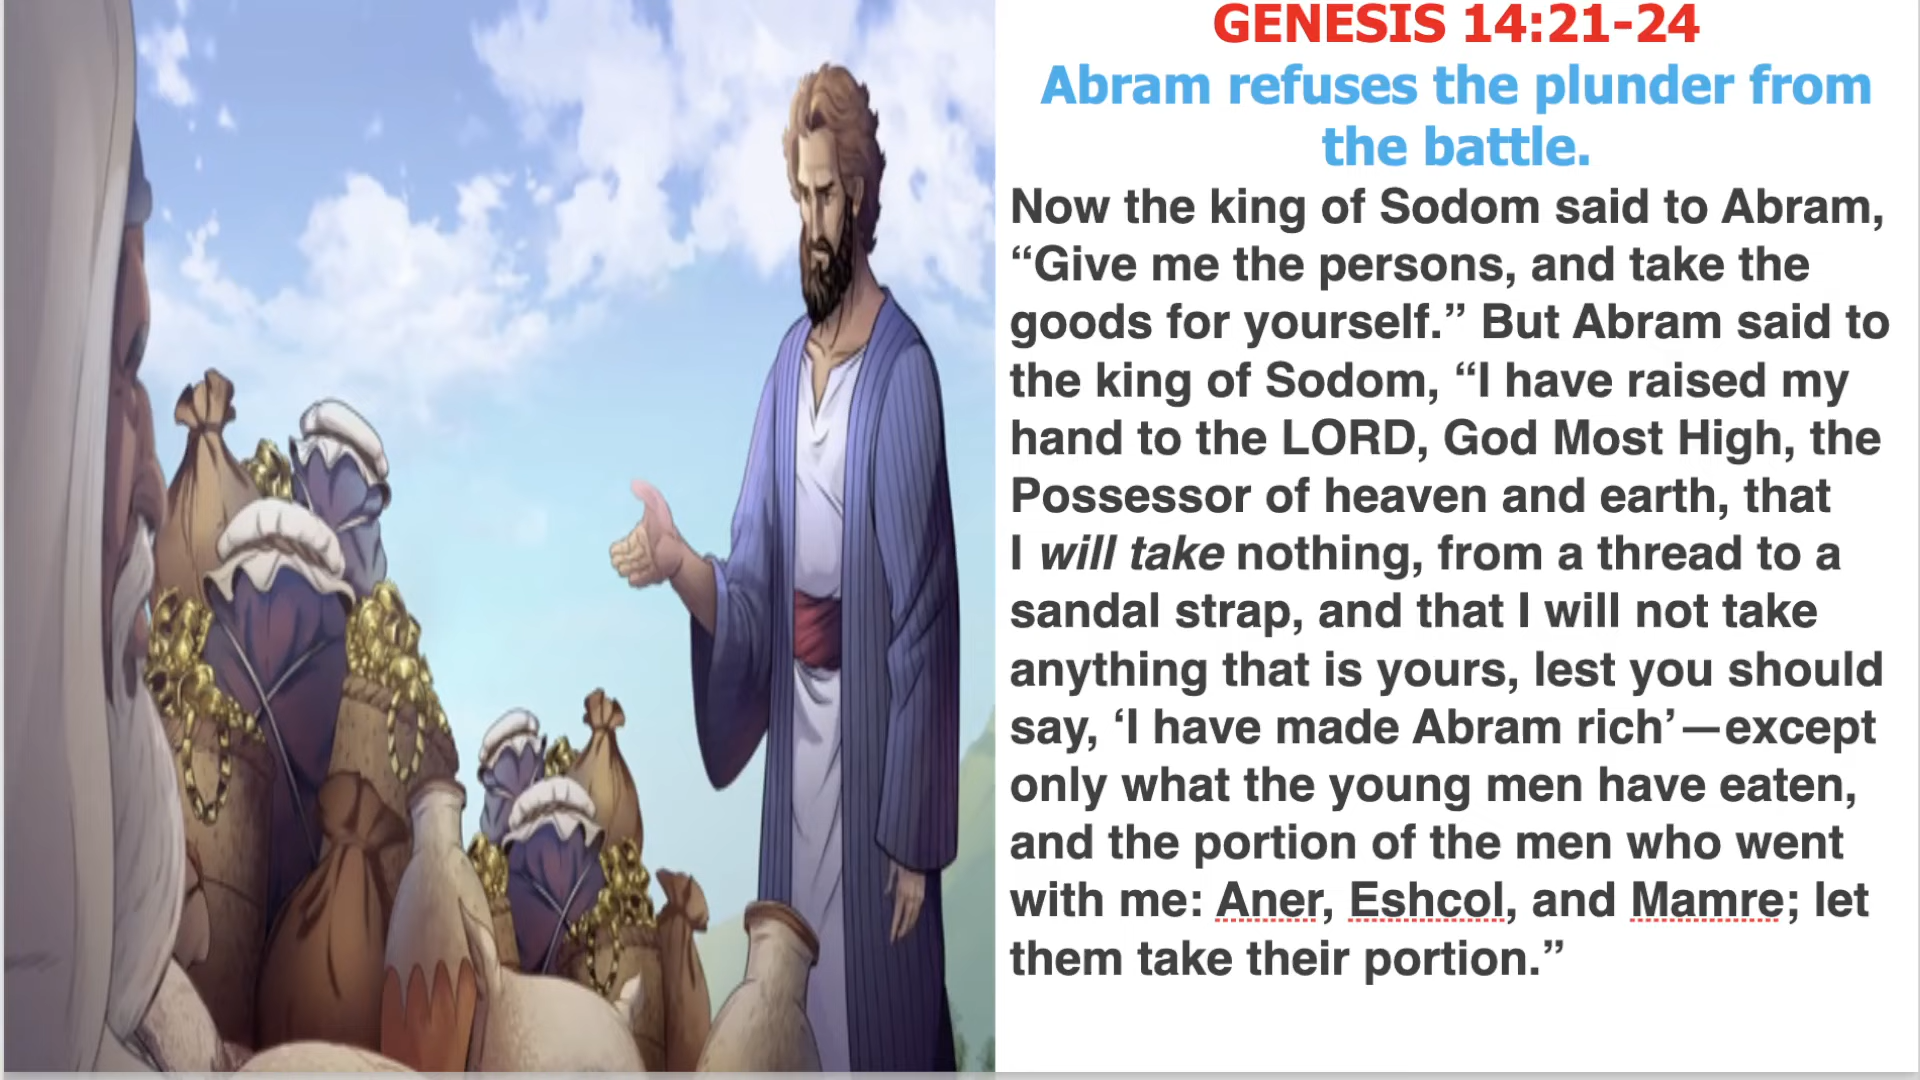 GENESIS 14:21-24
Abram refuses the plunder from
the battle.
Now the king of Sodom said to Abram,
“Give me the persons, and take the
goods for yourself.” But Abram said to
the king of Sodom, “I have raised my
hand to the LORD, God Most High, the
Possessor of heaven and earth, that
I will take nothing, from a thread to a
sandal strap, and that I will not take
anything that is yours, lest you should
say, ‘I have made Abram rich’—except
only what the young men have eaten,
and the portion of the men who went
with me: Aner, Eshcol, and Mamre; let
them take their portion.”